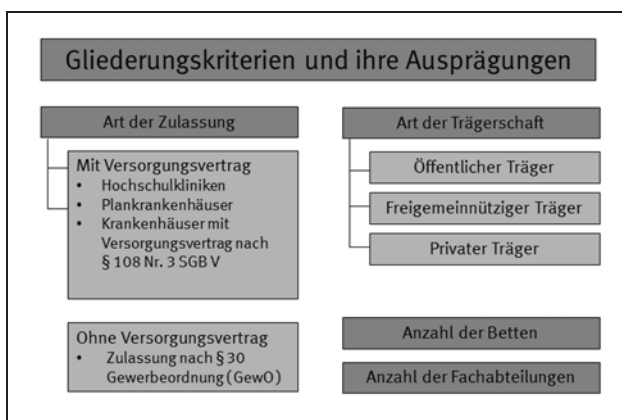 Gliederungskriterien und ihre Ausprägungen
Art der Zulassung
Mit Versorgungsvertrag
• Hochschulkliniken
• Plankrankenhäuser
• Krankenhäuser mit
Versorgungsvertrag nach
§ 108 Nr. 3 SGB V
Ohne Versorgungsvertrag
• Zulassung nach § 30
Gewerbeordnung (GewO)
Art der Trägerschaft
Öffentlicher Träger
Freigemeinnütziger Träger
Privater Träger
Anzahl der Betten
Anzahl der Fachabteilungen